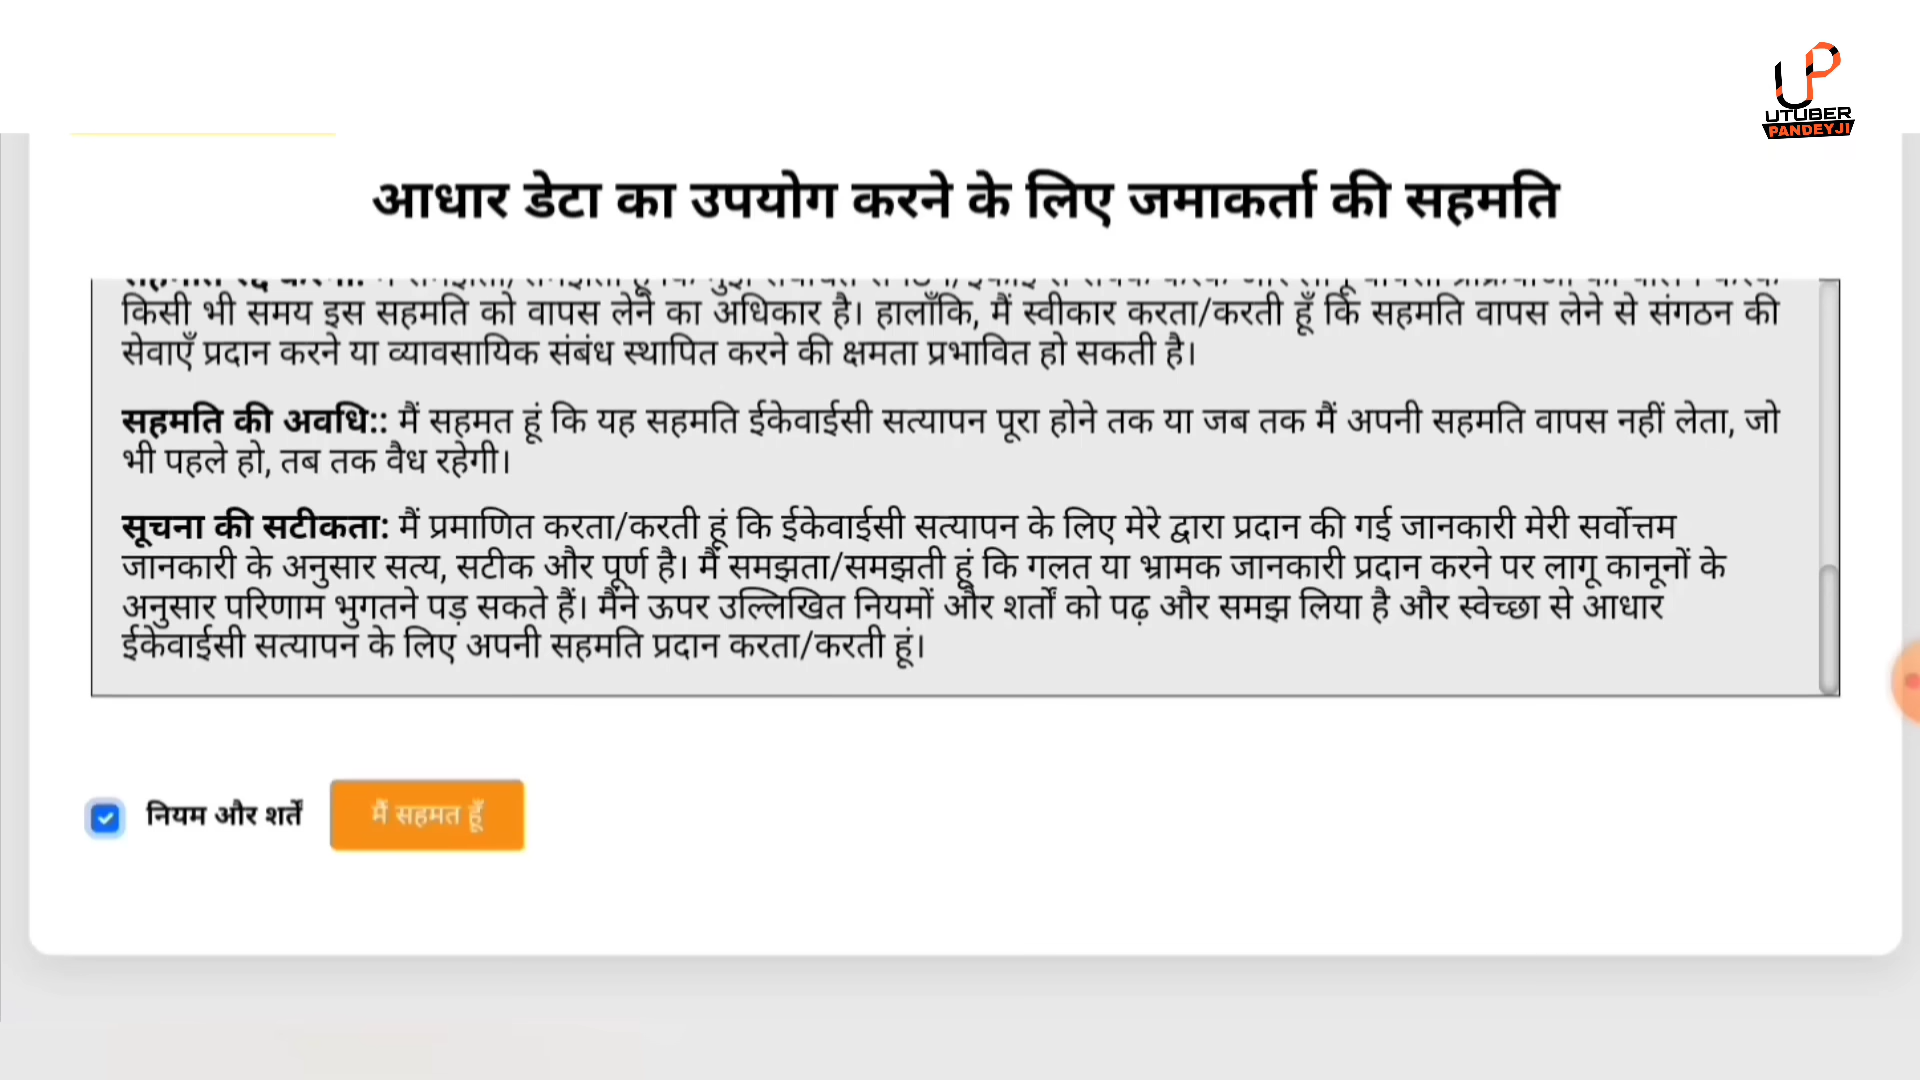 UP
UTUBER
PANDEYJI
आधार डेटा का उपयोग करने के लिए जमाकर्ता की सहमति
किसी भी समय इस सहमति को वापस लेने का अधिकार है। हालाँकि, मैं स्वीकार करता/करती हूँ कि सहमति वापस लेने से संगठन की
सेवाएँ प्रदान करने या व्यावसायिक संबंध स्थापित करने की क्षमता प्रभावित हो सकती है।
सहमति की अवधि:: मैं सहमत हूं कि यह सहमति ईकेवाईसी सत्यापन पूरा होने तक या जब तक मैं अपनी सहमति वापस नहीं लेता, जो
भी पहले हो, तब तक वैध रहेगी।
सूचना की सटीकता: मैं प्रमाणित करता/करती हूं कि ईकेवाईसी सत्यापन के लिए मेरे द्वारा प्रदान की गई जानकारी मेरी सर्वोत्तम
जानकारी के अनुसार सत्य, सटीक और पूर्ण है। मैं समझता/समझती हूं कि गलत या भ्रामक जानकारी प्रदान करने पर लागू कानूनों के
अनुसार परिणाम भुगतने पड़ सकते हैं। मैंने ऊपर उल्लिखित नियमों और शर्तों को पढ़ और समझ लिया है और स्वेच्छा से आधार
ईकेवाईसी सत्यापन के लिए अपनी सहमति प्रदान करता/करती हूं।
नियम और शर्तें
मैं सहमत हूँ